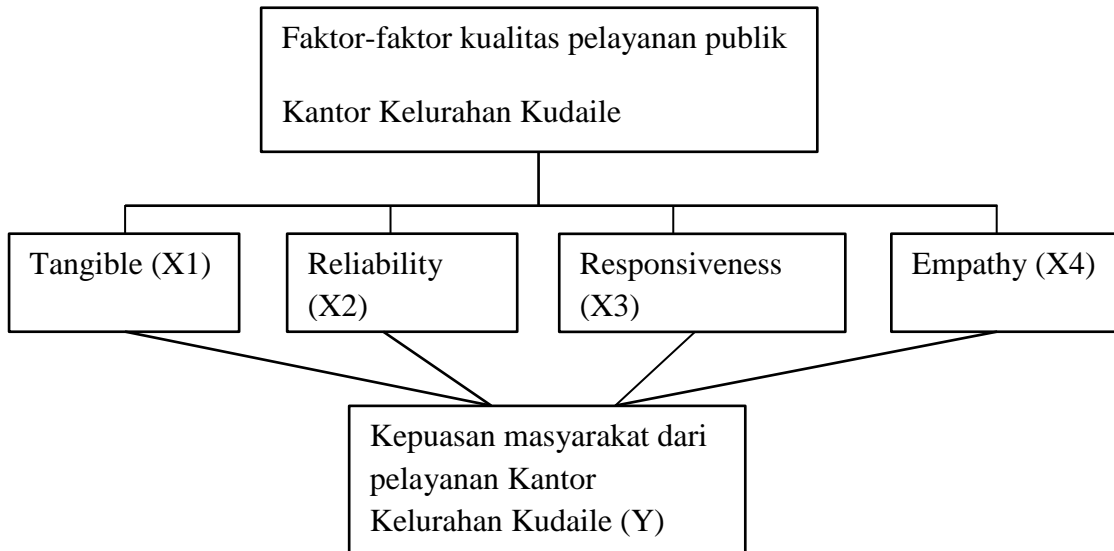 Faktor-faktor kualitas pelayanan publik
Kantor Kelurahan Kudaile
Tangible (X1)
Reliability
(X2)
Responsiveness
(X3)
Empathy (X4)
Kepuasan masyarakat dari
pelayanan Kantor
Kelurahan Kudaile (Y)